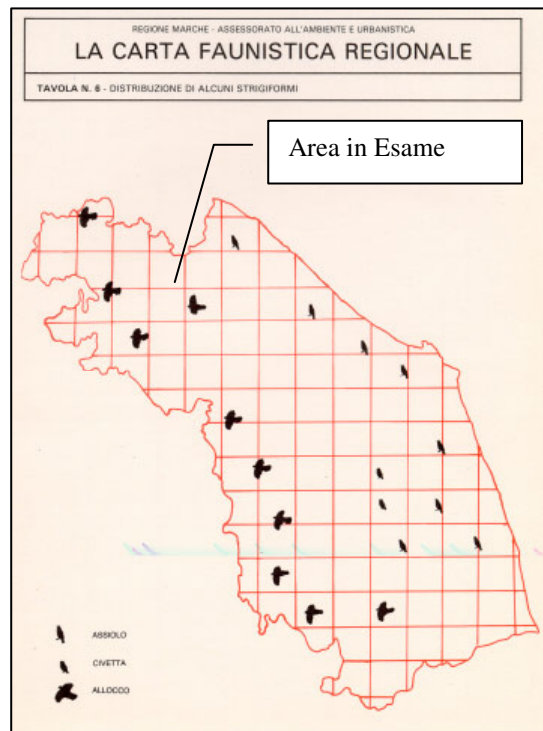 REGIONE MARCHE - ASSESSORATO ALL'AMBIENTE E URBANISTICA
LA CARTA FAUNISTICA REGIONALE
TAVOLA N. 6 - DISTRIBUZIONE DI ALCUNI STRIGIFORMI
Area in Esame
ASSIOLO
CIVETTA
ALLOCCO